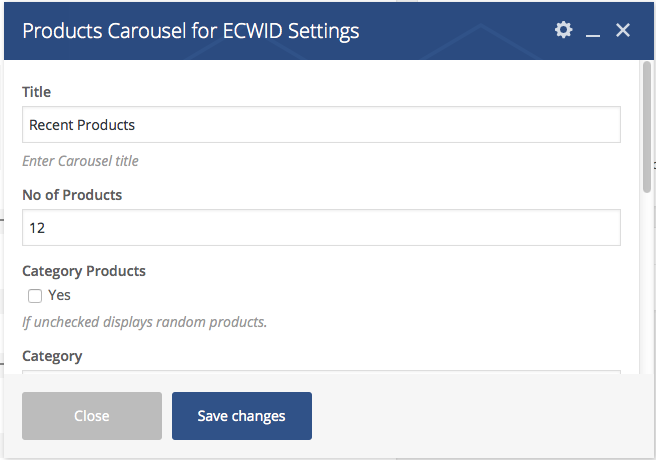 Products Carousel for ECWID Settings
Title
Recent Products
Enter Carousel title
No of Products
12
Category Products
Yes
If unchecked displays random products.
Category
Close
Save changes